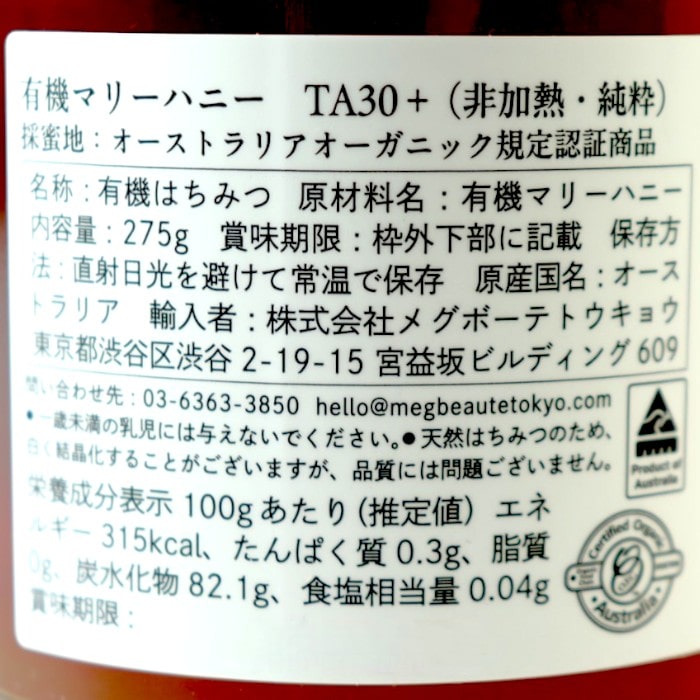 有機マリーハニー　TA30+（非加熱・純粋）
採蜜地：オーストラリアオーガニック規定認証商品
名称：有機はちみつ　原材料名：有機マリーハニー
内容量：275g　賞味期限：枠外下部に記載　保存方
法：直射日光を避けて常温で保存　原産国名：オース
トラリア　輸入者：株式会社メグボーテトウキョウ
東京都渋谷区渋谷 2-19-15 宮益坂ビルディング 609
問い合わせ先：03-6363-3850 hello@megbeautetokyo.com
●一歳未満の乳児には与えないでください。●天然はちみつのため、
白く結晶化することがございますが、品質には問題ございません。
Product of
Australia
栄養成分表示 100g あたり（推定値）エネ
ルギー 315kcal、たんぱく質 0.3g、脂質
0g、炭水化物 82.1g、食塩相当量 0.04g
賞味期限：
Certified Organic
Australia